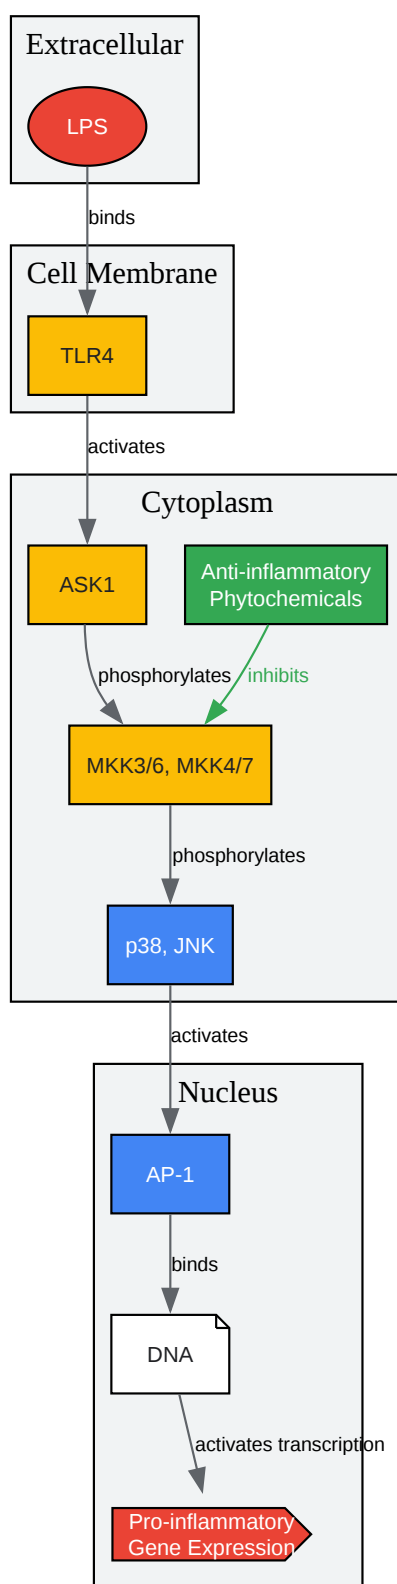 Extracellular
LPS
binds
Cell Membrane
TLR4
activates
Cytoplasm
ASK1
Anti-inflammatory
Phytochemicals
phosphorylates
inhibits
MKK3/6, MKK4/7
phosphorylates
p38, JNK
activates
Nucleus
AP-1
binds
DNA
activates transcription
Pro-inflammatory
Gene Expression